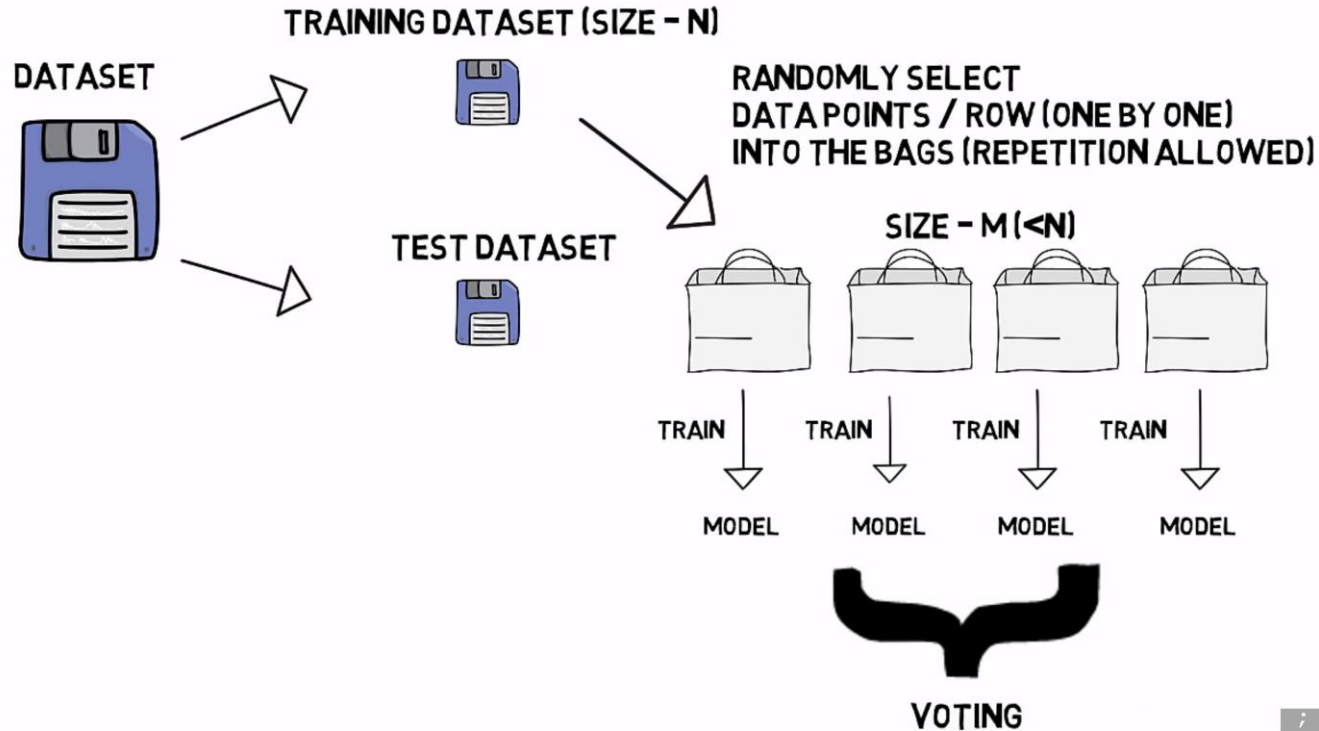 TRAINING DATASET (SIZE - N)
DATASET
RANDOMLY SELECT
DATA POINTS / ROW (ONE BY ONE)
INTO THE BAGS (REPETITION ALLOWED)
TEST DATASET
SIZE - M (<N)
TRAIN TRAIN TRAIN TRAIN
MODEL MODEL MODEL MODEL
VOTING
;